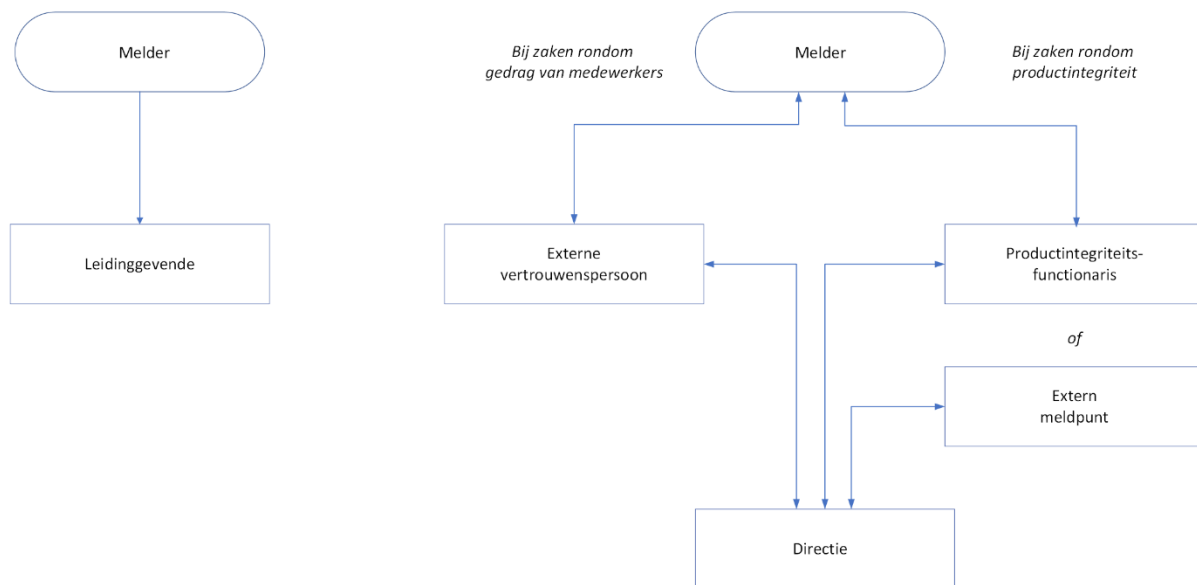 Melder
Leidinggevende
Bij zaken rondom
gedrag van medewerkers
Melder
Bij zaken rondom
productintegriteit
Externe
vertrouwenspersoon
Productintegriteits-
functionaris
of
Extern
meldpunt
Directie